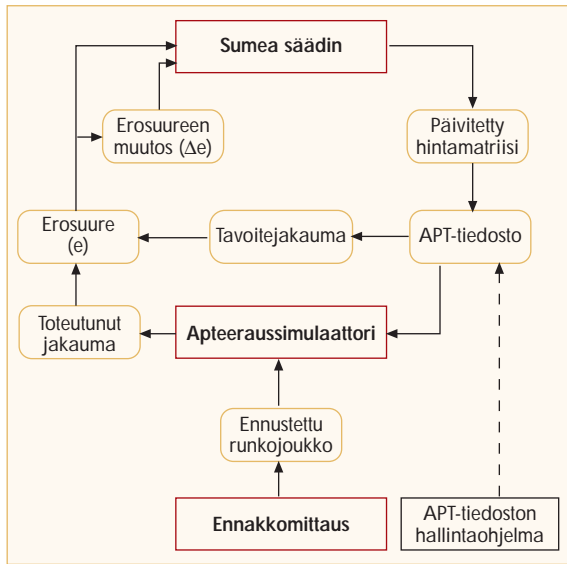 Sumea säädin
Erosuureen
muutos (Δe)
Päivitetty
hintamatriisi
Erosuure
(e)
Tavoitejakauma
APT-tiedosto
Toteutunut
jakauma
Apteeraussimulaattori
Ennustettu
runkojoukko
Ennakkomittaus
APT-tiedoston
hallintaohjelma